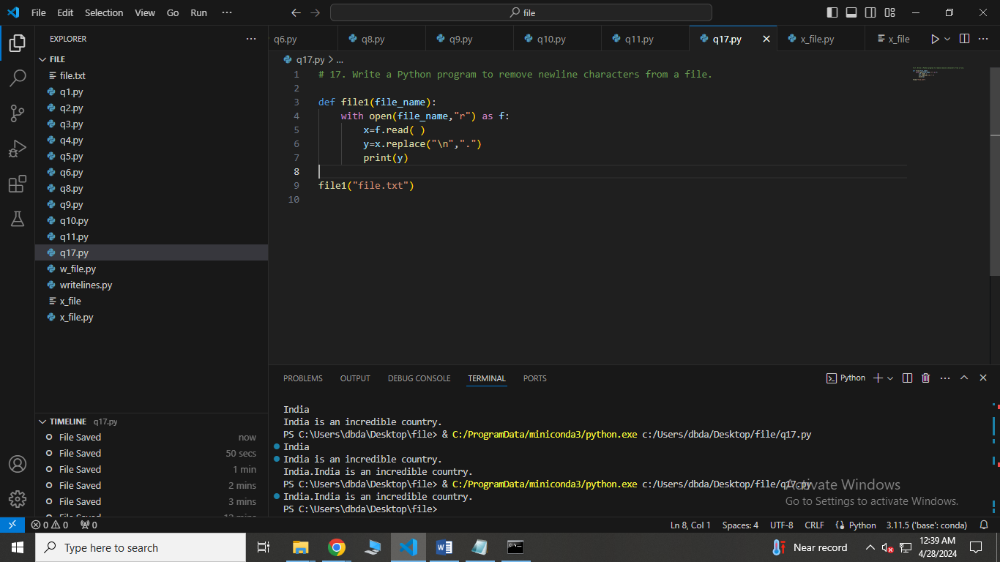 File Edit Selection View Go Run ··· file
EXPLORER ···
FILE
file.txt
q1.py
q2.py
q3.py
q4.py
q5.py
q6.py
q8.py
q9.py
q10.py
q11.py
q17.py
w_file.py
writelines.py
x_file
x_file.py
TIMELINE q17.py
File Saved now
File Saved 50 secs
File Saved 1 min
File Saved 2 mins
File Saved 3 mins
q6.py q8.py q9.py q10.py q11.py q17.py x_file.py x_file ···
q17.py > ...
1 # 17. Write a Python program to remove newline characters from a file.
2
3 def file1(file_name):
4     with open(file_name,"r") as f:
5         x=f.read( )
6         y=x.replace("\n",".")
7         print(y)
8
9 file1("file.txt")
10
PROBLEMS OUTPUT DEBUG CONSOLE TERMINAL PORTS Python ···
India
India is an incredible country.
PS C:\Users\dbda\Desktop\file> & C:/ProgramData/miniconda3/python.exe c:/Users/dbda/Desktop/file/q17.py
India
India is an incredible country.
India.India is an incredible country.
PS C:\Users\dbda\Desktop\file> & C:/ProgramData/miniconda3/python.exe c:/Users/dbda/Desktop/file/q17.py
India.India is an incredible country.
PS C:\Users\dbda\Desktop\file>
Activate Windows
Go to Settings to activate Windows.
0 0 0 Ln 8, Col 1 Spaces: 4 UTF-8 CRLF Python 3.11.5 ('base': conda)
Type here to search Near record 12:39 AM
4/28/2024